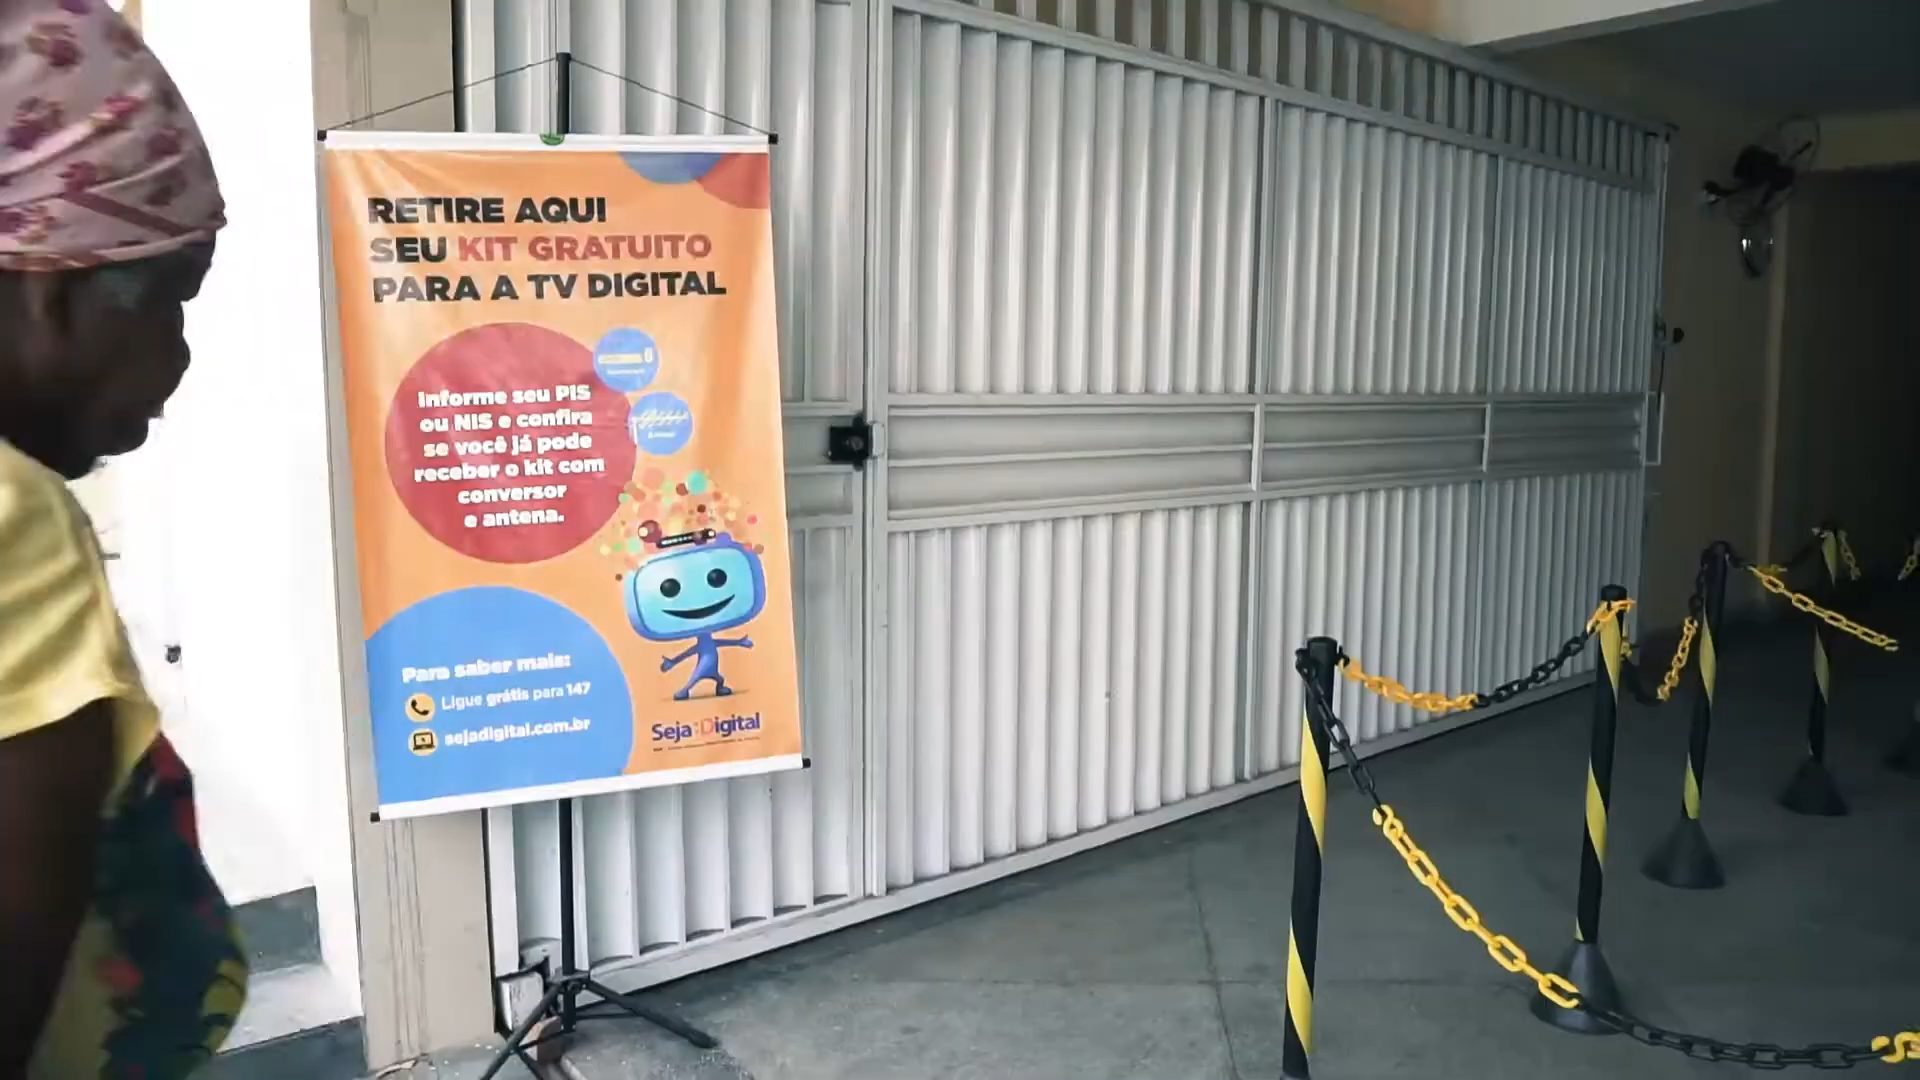 RETIRE AQUI
SEU KIT GRATUITO
PARA A TV DIGITAL
Informe seu PIS
ou NIS e confira
se você já pode
receber o kit com
conversor
e antena.
Para saber mais:
Ligue grátis para 147
sejadigital.com.br
Seja:Digital